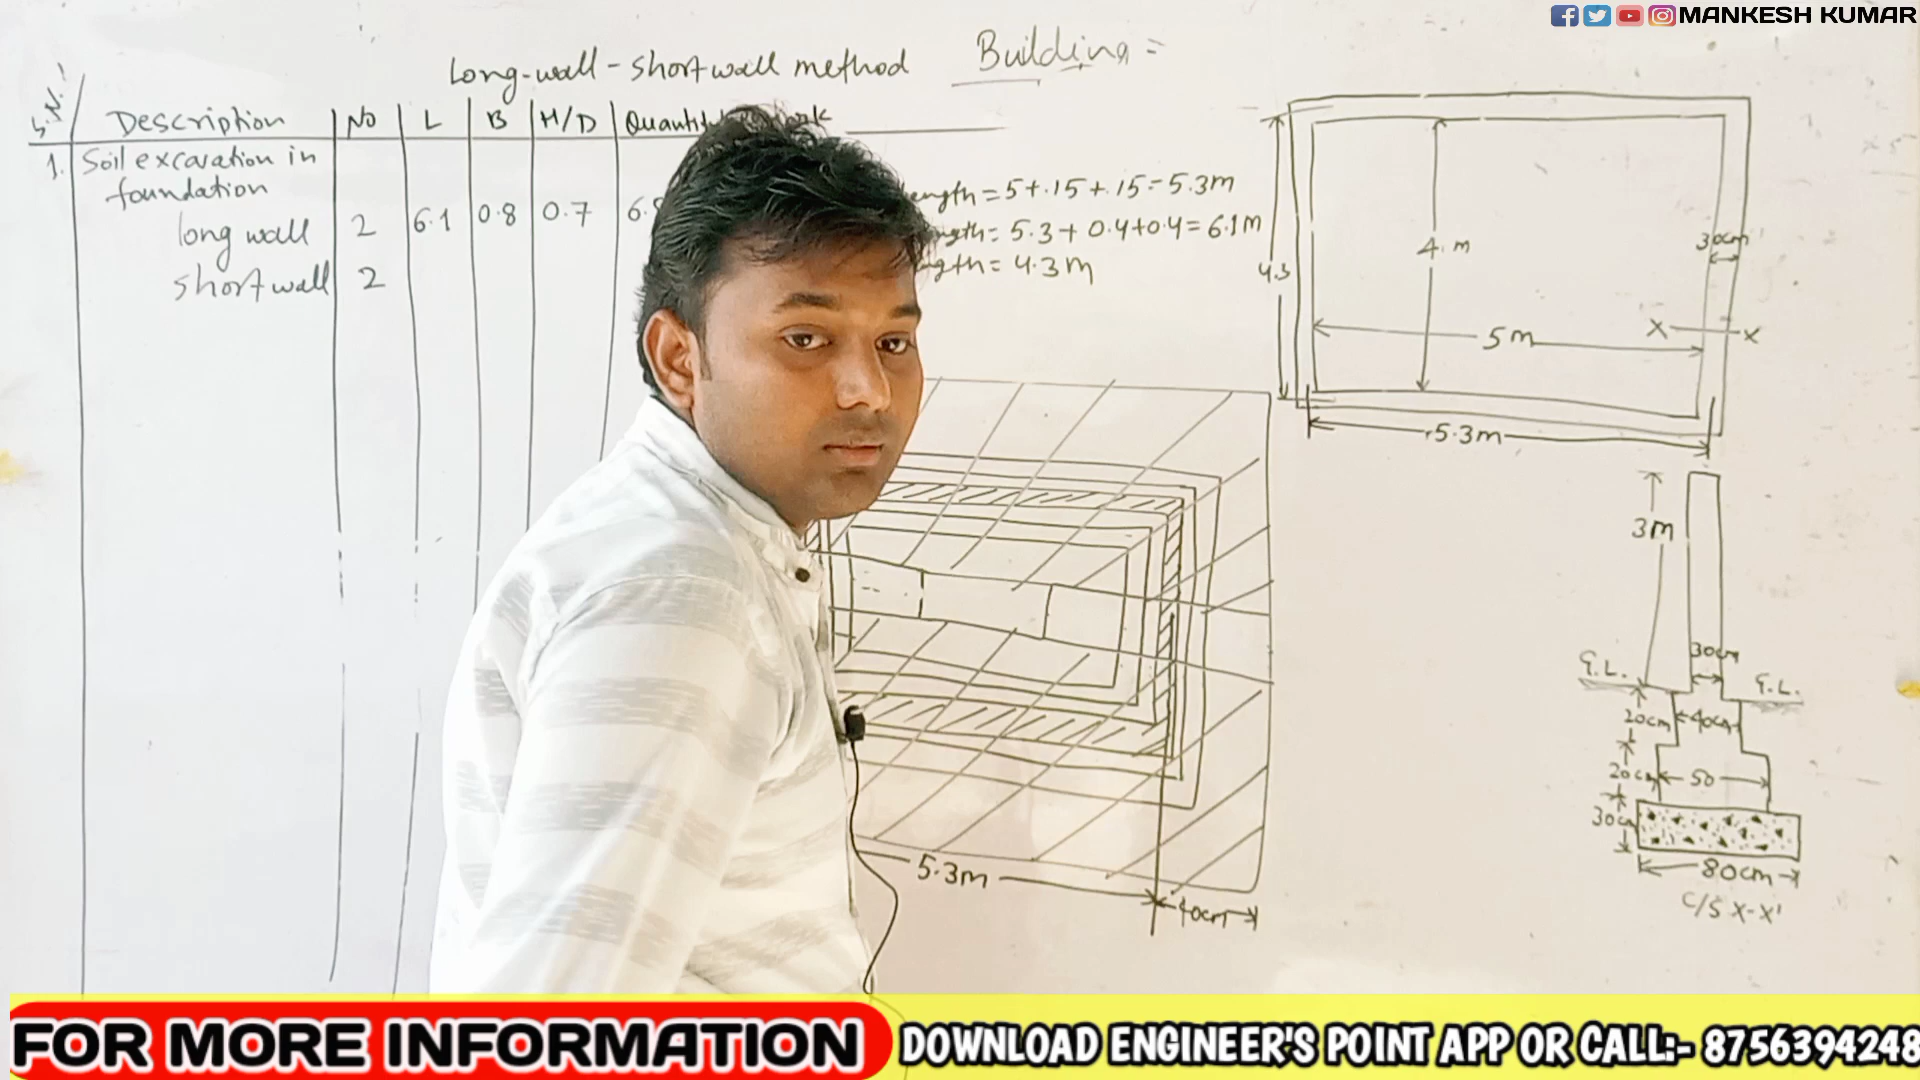 MANKESH KUMAR
Long-wall - short wall method Building =
S.N. Description No L B H/D
1. Soil excavation in
foundation
long wall 2 6.1 0.8 0.7
short wall 2
= 5 + .15 + .15 = 5.3m
= 5.3 + 0.4 + 0.4 = 6.1m
= 4.3m
4.3
4. m
30cm
5 m
X X
5.3m
3m
30cm
G.L. G.L.
20cm 40cm
20cm 50
30cm
80cm
C/S X-X'
5.3m
40cm
FOR MORE INFORMATION DOWNLOAD ENGINEER'S POINT APP OR CALL:- 8756394248